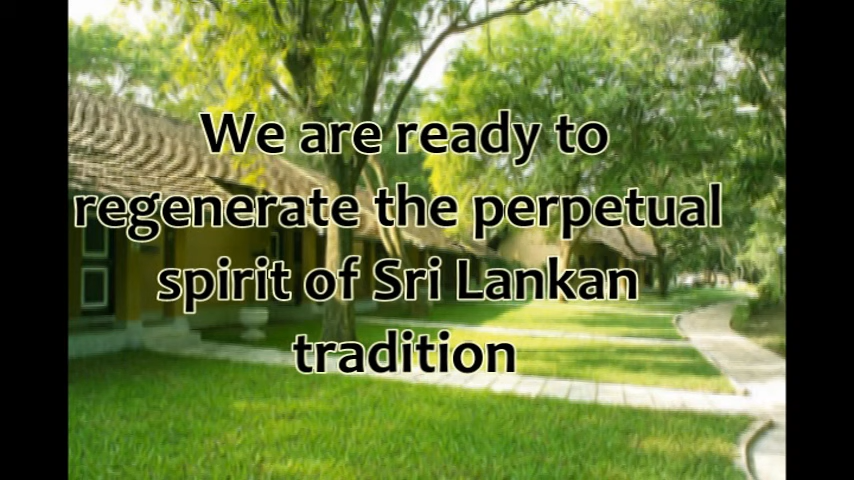 We are ready to
regenerate the perpetual
spirit of Sri Lankan
tradition